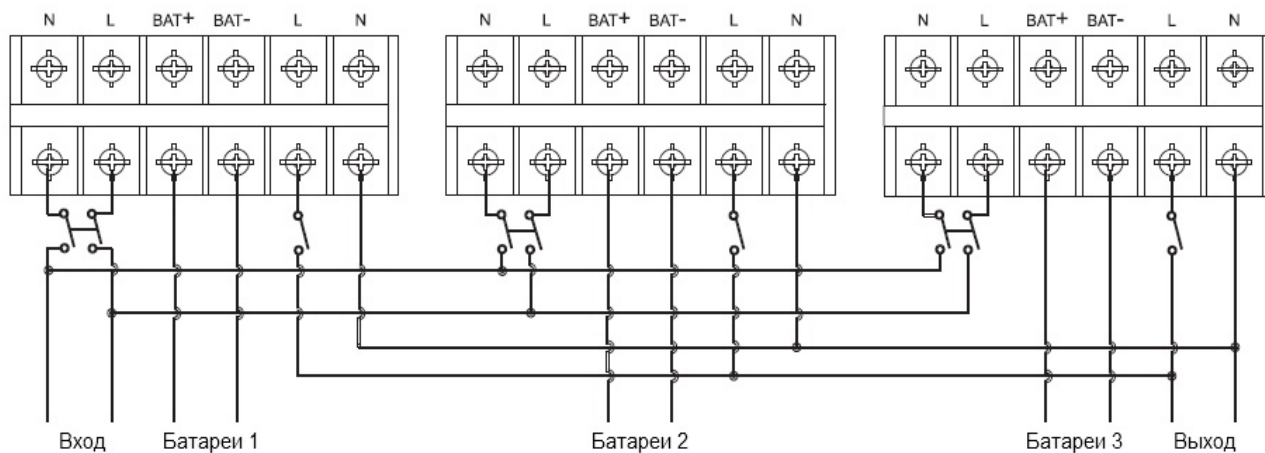 N L BAT+ BAT- L N N L BAT+ BAT- L N N L BAT+ BAT- L N
Вход Батареи 1 Батареи 2 Батареи 3 Выход